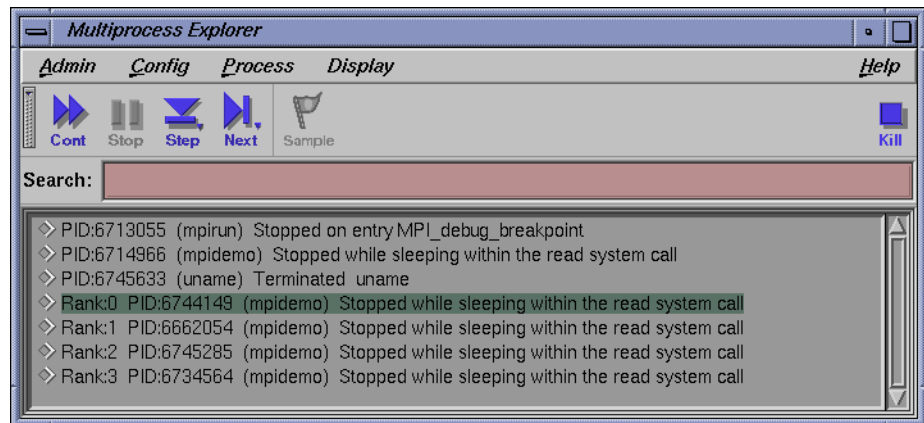 Multiprocess Explorer
Admin Config Process Display Help
Cont Stop Step Next Sample Kill
Search:
PID:6713055 (mpirun) Stopped on entry MPI_debug_breakpoint
PID:6714966 (mpidemo) Stopped while sleeping within the read system call
PID:6745633 (uname) Terminated uname
Rank:0 PID:6744149 (mpidemo) Stopped while sleeping within the read system call
Rank:1 PID:6662054 (mpidemo) Stopped while sleeping within the read system call
Rank:2 PID:6745285 (mpidemo) Stopped while sleeping within the read system call
Rank:3 PID:6734564 (mpidemo) Stopped while sleeping within the read system call